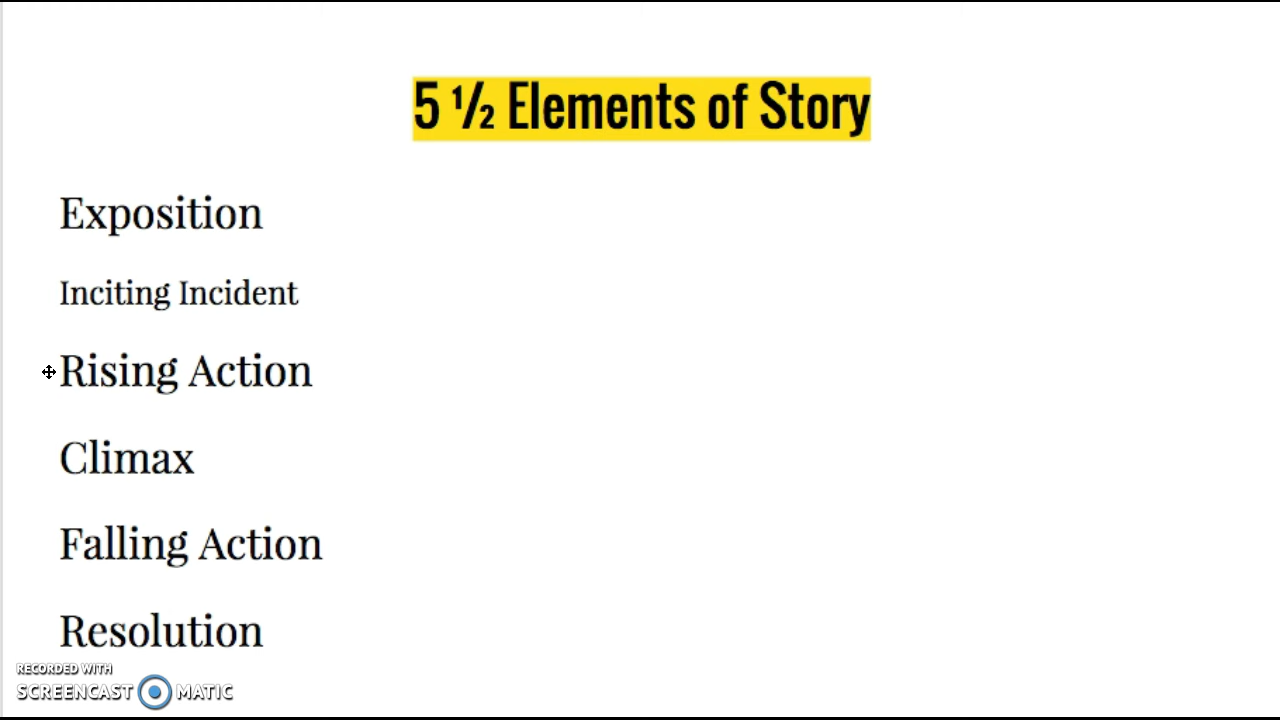 5 ½ Elements of Story
Exposition
Inciting Incident
Rising Action
Climax
Falling Action
Resolution
RECORDED WITH
SCREENCAST MATIC